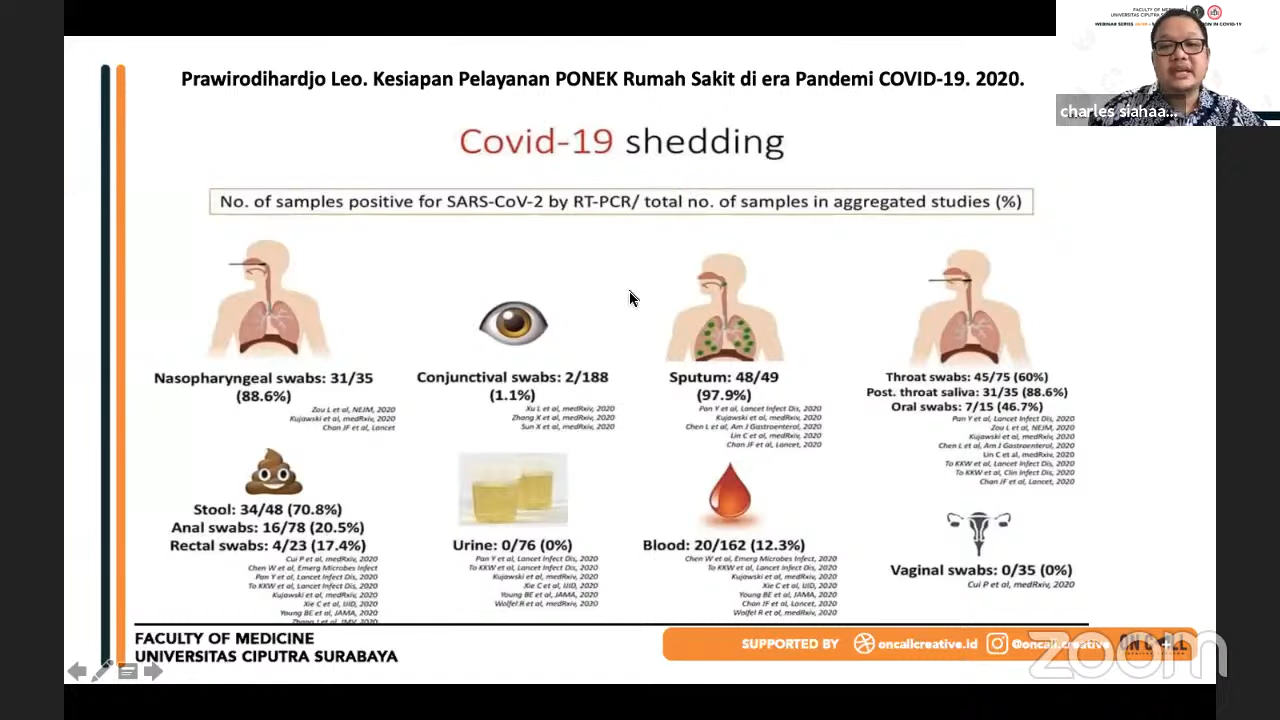 FACULTY OF MEDICINE
UNIVERSITAS CIPUTRA SURABAYA
charles siahaa...
Prawirodihardjo Leo. Kesiapan Pelayanan PONEK Rumah Sakit di era Pandemi COVID-19. 2020.
Covid-19 shedding
No. of samples positive for SARS-CoV-2 by RT-PCR/ total no. of samples in aggregated studies (%)
Nasopharyngeal swabs: 31/35
(88.6%)
Zou L et al, NEJM, 2020
Kujawski et al, medRxiv, 2020
Chan JF et al, Lancet
Conjunctival swabs: 2/188
(1.1%)
Xu L et al, medRxiv, 2020
Zhang X et al, medRxiv, 2020
Sun X et al, medRxiv, 2020
Sputum: 48/49
(97.9%)
Pan Y et al, Lancet Infect Dis, 2020
Kujawski et al, medRxiv, 2020
Chen L et al, Am J Gastroenterol, 2020
Lin C et al, medRxiv, 2020
Chan JF et al, Lancet, 2020
Throat swabs: 45/75 (60%)
Post. throat saliva: 31/35 (88.6%)
Oral swabs: 7/15 (46.7%)
Pan Y et al, Lancet Infect Dis, 2020
Zou L et al, NEJM, 2020
Kujawski et al, medRxiv, 2020
Chen L et al, Am J Gastroenterol, 2020
Lin C et al, medRxiv, 2020
To KKW et al, Lancet Infect Dis, 2020
To KKW et al, Clin Infect Dis, 2020
Chan JF et al, Lancet, 2020
Stool: 34/48 (70.8%)
Anal swabs: 16/78 (20.5%)
Rectal swabs: 4/23 (17.4%)
Cui P et al, medRxiv, 2020
Chen W et al, Emerg Microbes Infect
Pan Y et al, Lancet Infect Dis, 2020
To KKW et al, Lancet Infect Dis, 2020
Kujawski et al, medRxiv, 2020
Xie C et al, IJID, 2020
Young BE et al, JAMA, 2020
Zhang J et al, JMV, 2020
Urine: 0/76 (0%)
Pan Y et al, Lancet Infect Dis, 2020
To KKW et al, Lancet Infect Dis, 2020
Kujawski et al, medRxiv, 2020
Xie C et al, IJID, 2020
Young BE et al, JAMA, 2020
Wolfel R et al, medRxiv, 2020
Blood: 20/162 (12.3%)
Chen W et al, Emerg Microbes Infect, 2020
To KKW et al, Lancet Infect Dis, 2020
Kujawski et al, medRxiv, 2020
Xie C et al, IJID, 2020
Young BE et al, JAMA, 2020
Chan JF et al, Lancet, 2020
Wolfel R et al, medRxiv, 2020
Vaginal swabs: 0/35 (0%)
Cui P et al, medRxiv, 2020
FACULTY OF MEDICINE
UNIVERSITAS CIPUTRA SURABAYA
SUPPORTED BY oncallcreative.id @oncall.creative ON CALL
zoom